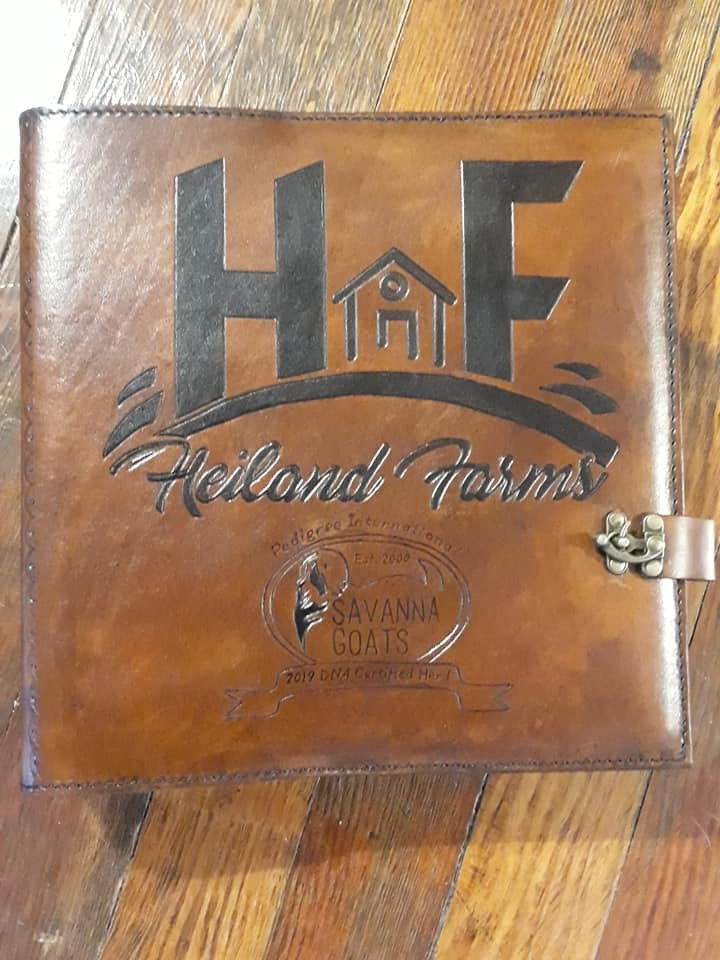 HF
Heiland Farms
Pedigree International
Est. 2000
SAVANNA
GOATS
2019 DNA Certified Herd